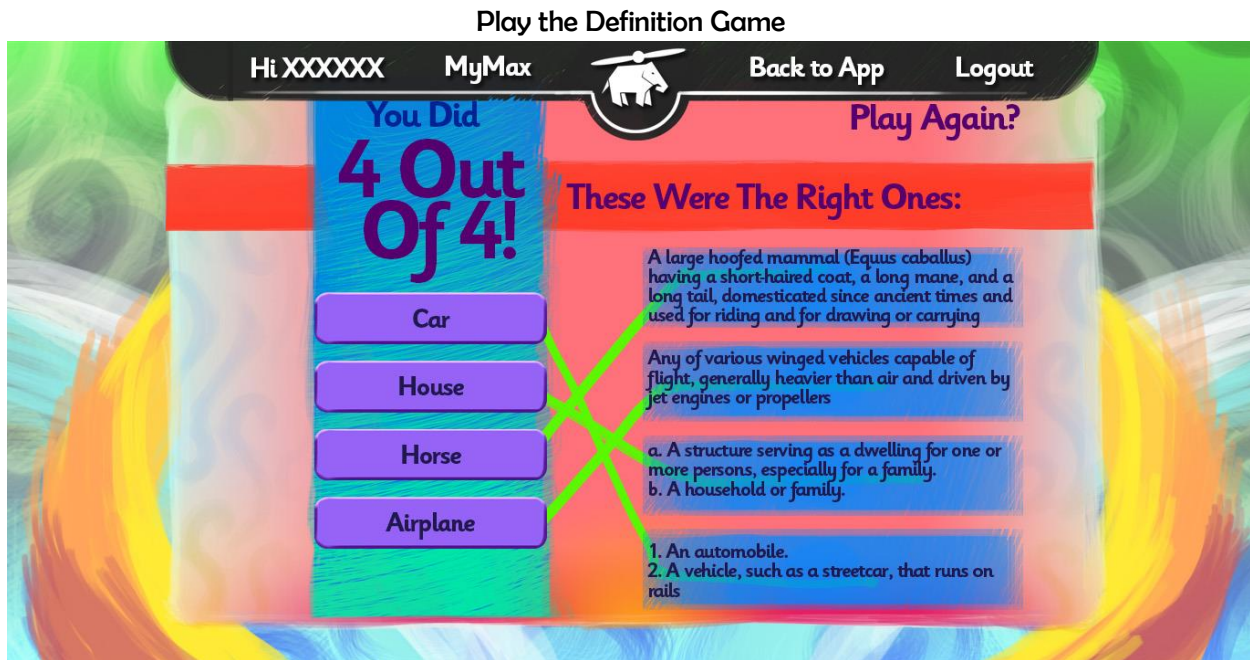 Play the Definition Game
Hi XXXXXX MyMax Back to App Logout
You Did
4 Out
Of 4!
Play Again?
These Were The Right Ones:
Car
House
Horse
Airplane
A large hoofed mammal (Equus caballus)
having a short-haired coat, a long mane, and a
long tail, domesticated since ancient times and
used for riding and for drawing or carrying
Any of various winged vehicles capable of
flight, generally heavier than air and driven by
jet engines or propellers
a. A structure serving as a dwelling for one or
more persons, especially for a family.
b. A household or family.
1. An automobile.
2. A vehicle, such as a streetcar, that runs on
rails